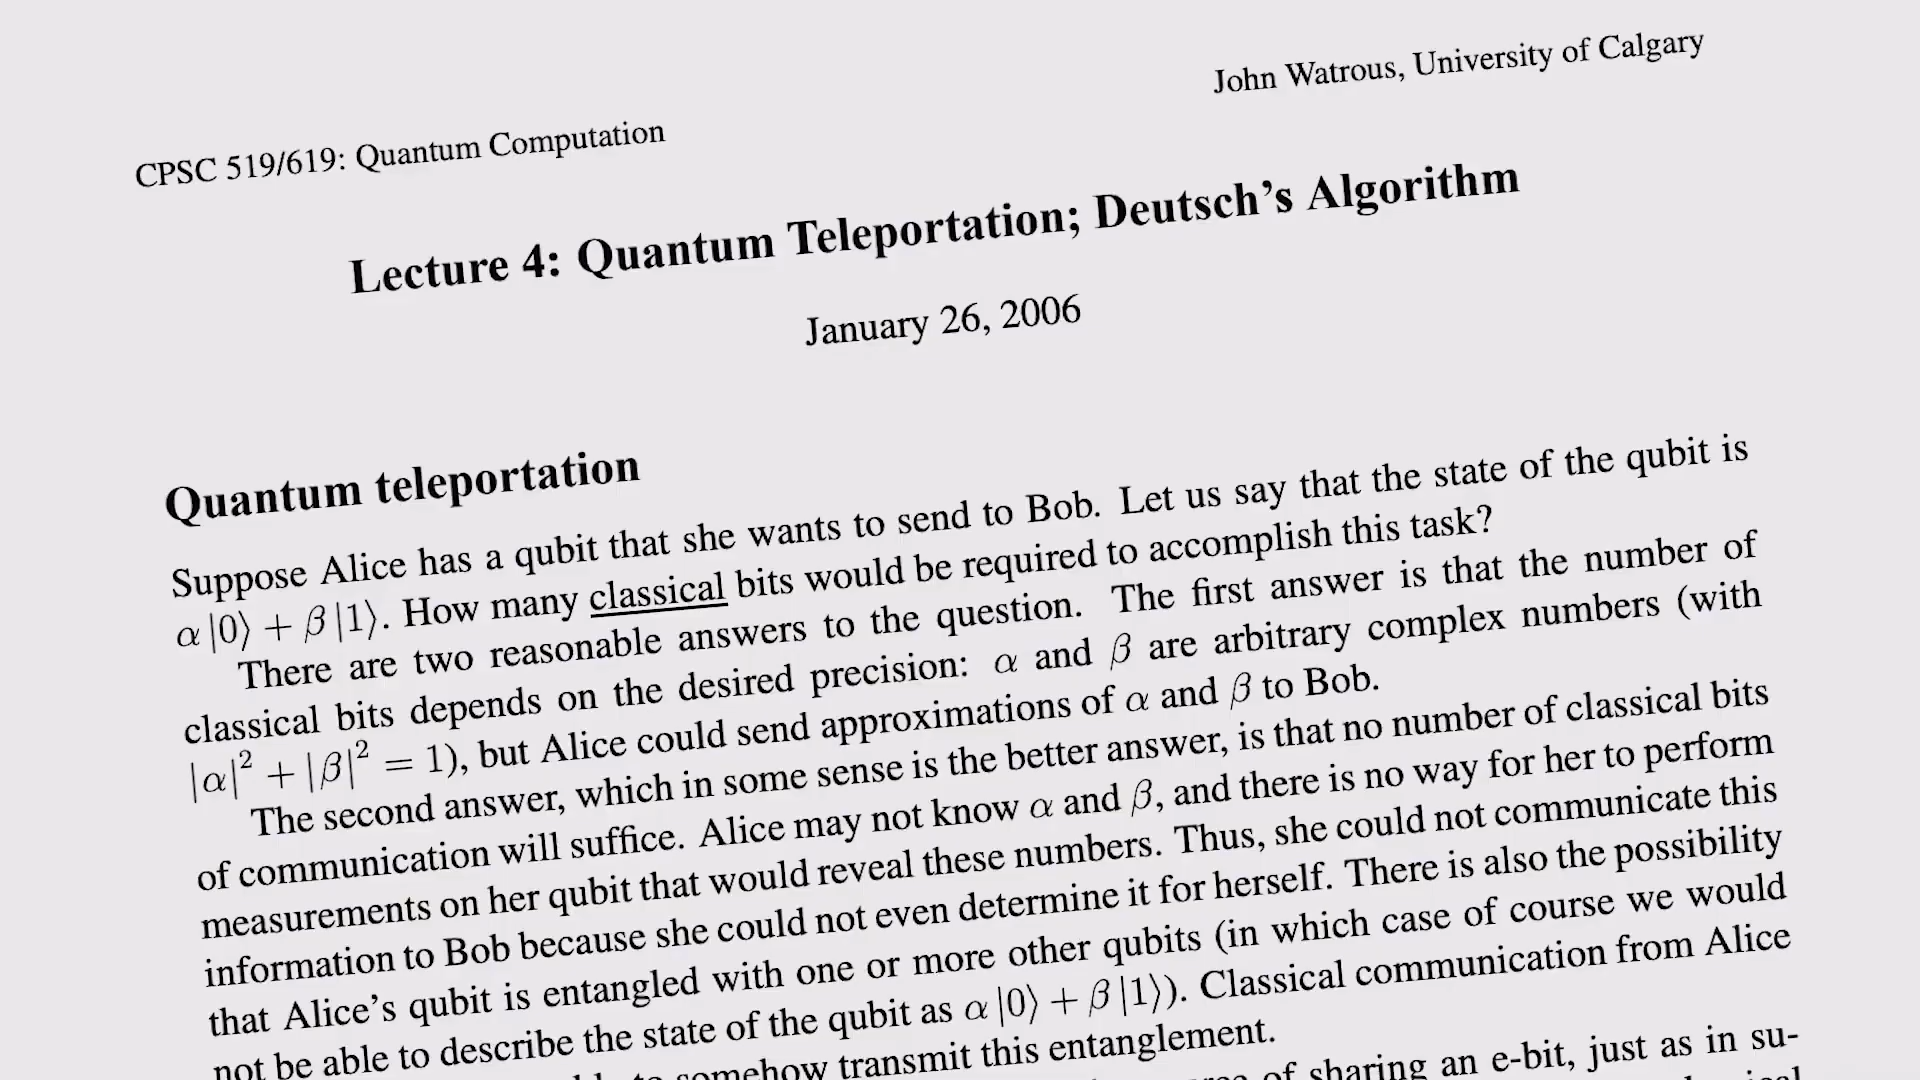 John Watrous, University of Calgary
CPSC 519/619: Quantum Computation
Lecture 4: Quantum Teleportation; Deutsch's Algorithm
January 26, 2006
Quantum teleportation
Suppose Alice has a qubit that she wants to send to Bob. Let us say that the state of the qubit is
α|0⟩ + β|1⟩. How many classical bits would be required to accomplish this task?
There are two reasonable answers to the question. The first answer is that the number of
classical bits depends on the desired precision: α and β are arbitrary complex numbers (with
|α|² + |β|² = 1), but Alice could send approximations of α and β to Bob.
The second answer, which in some sense is the better answer, is that no number of classical bits
of communication will suffice. Alice may not know α and β, and there is no way for her to perform
measurements on her qubit that would reveal these numbers. Thus, she could not communicate this
information to Bob because she could not even determine it for herself. There is also the possibility
that Alice's qubit is entangled with one or more other qubits (in which case of course we would
not be able to describe the state of the qubit as α|0⟩ + β|1⟩). Classical communication from Alice
somehow transmit this entanglement.
of sharing an e-bit, just as in su-